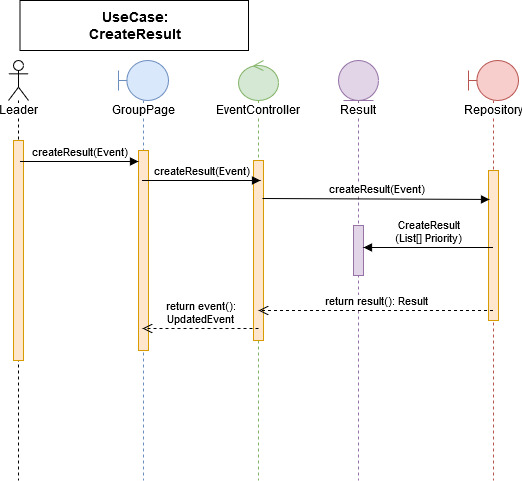 UseCase:
CreateResult
Leader
GroupPage
EventController
Result
Repository
createResult(Event)
createResult(Event)
createResult(Event)
CreateResult
(List[] Priority)
return result(): Result
return event():
UpdatedEvent